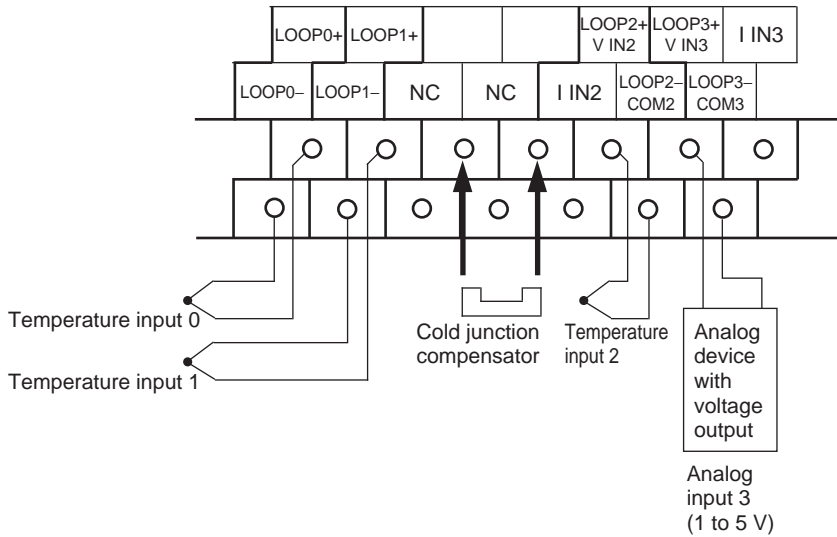 LOOP0+ LOOP1+ LOOP2+ LOOP3+ I IN3
V IN2 V IN3
LOOP0– LOOP1– NC NC I IN2 LOOP2– LOOP3–
COM2 COM3
Temperature input 0
Temperature input 1
Cold junction
compensator
Temperature
input 2
Analog
device
with
voltage
output
Analog
input 3
(1 to 5 V)